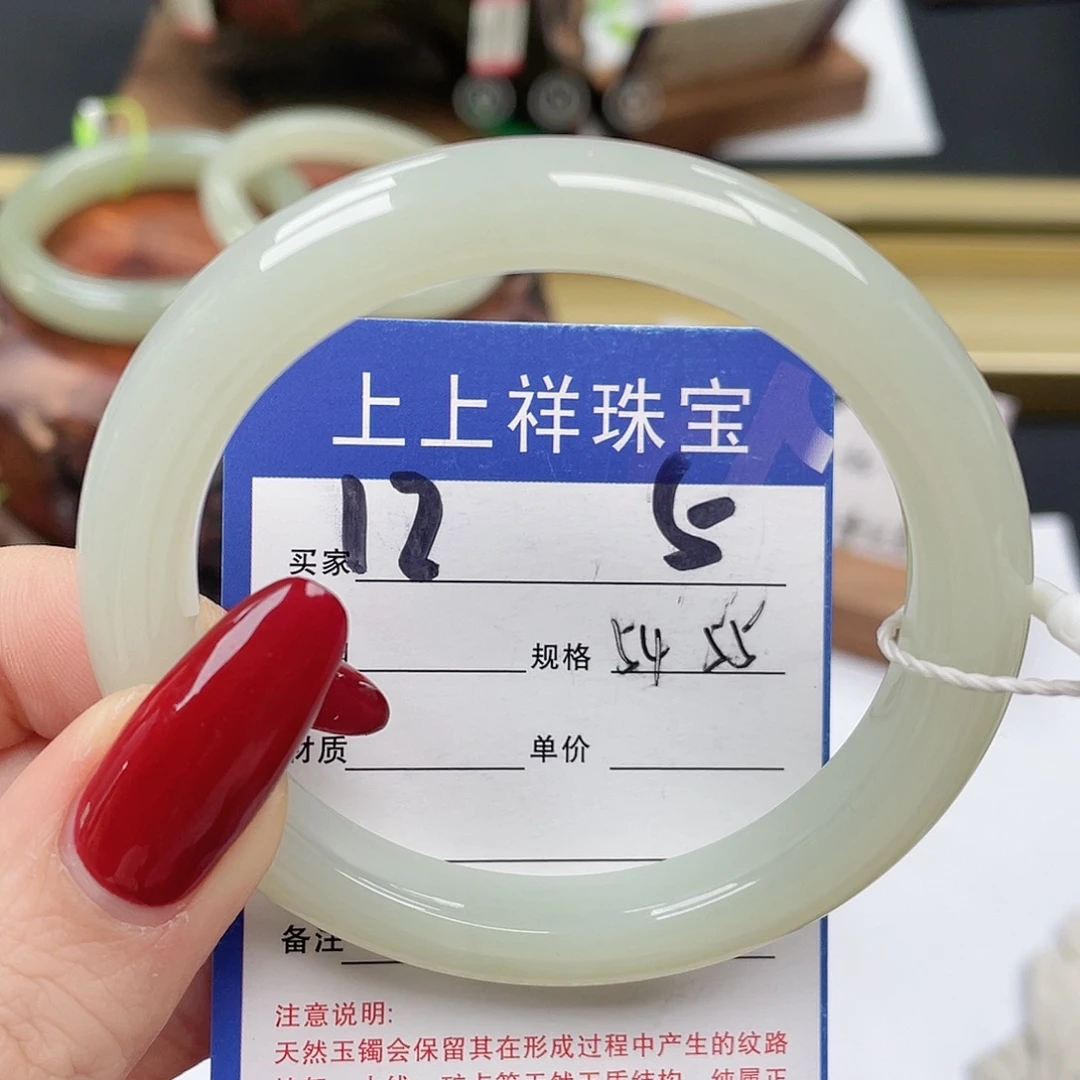 上上祥珠宝
12 5
买家
规格 54 55
材质 单价
备注
注意说明:
天然玉镯会保留其在形成过程中产生的纹路